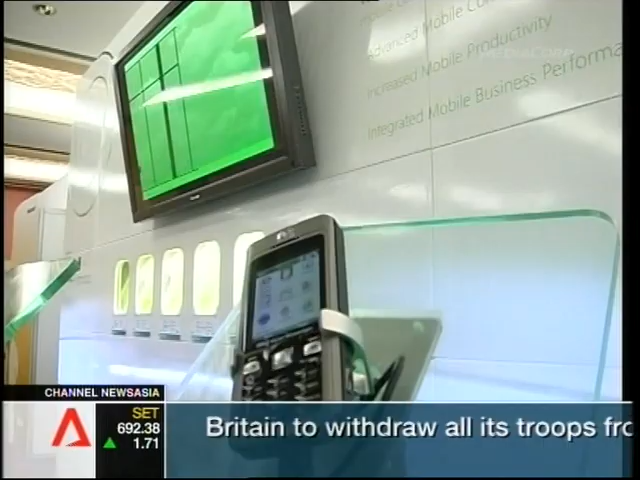 Advanced Mobile
Increased Mobile Productivity
MEDIACORP
Integrated Mobile Business Performa
CHANNEL NEWSASIA
SET
692.38
1.71
Britain to withdraw all its troops fro